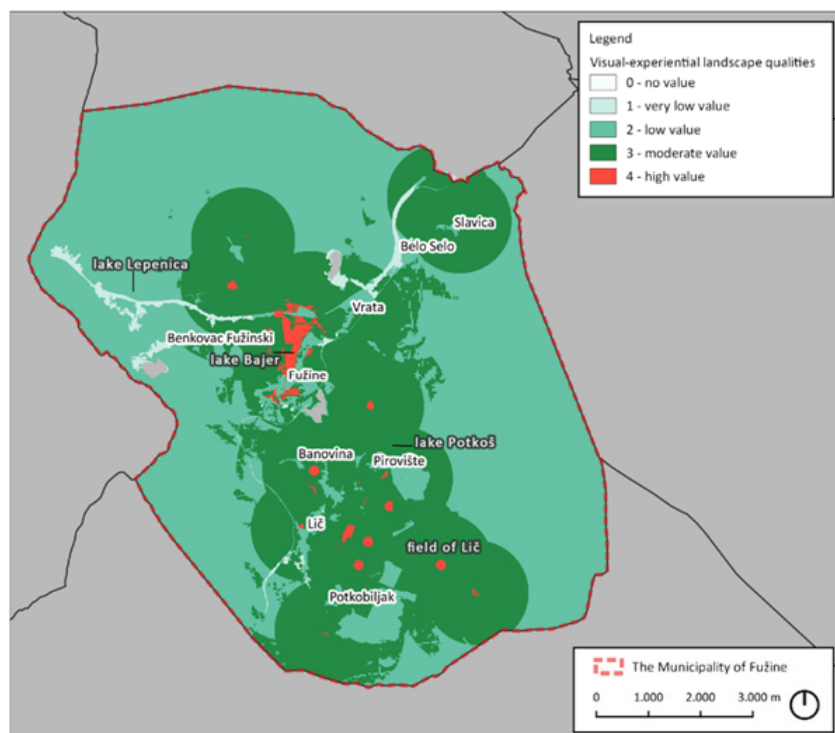 Legend
Visual-experiential landscape qualities
0 - no value
1 - very low value
2 - low value
3 - moderate value
4 - high value
Slavica
Belo Selo
lake Lepenica
Vrata
Benkovac Fužinski
lake Bajer
Fužine
lake Potkoš
Banovina
Pirovište
Lič
field of Lič
Potkobiljak
The Municipality of Fužine
0 1.000 2.000 3.000 m